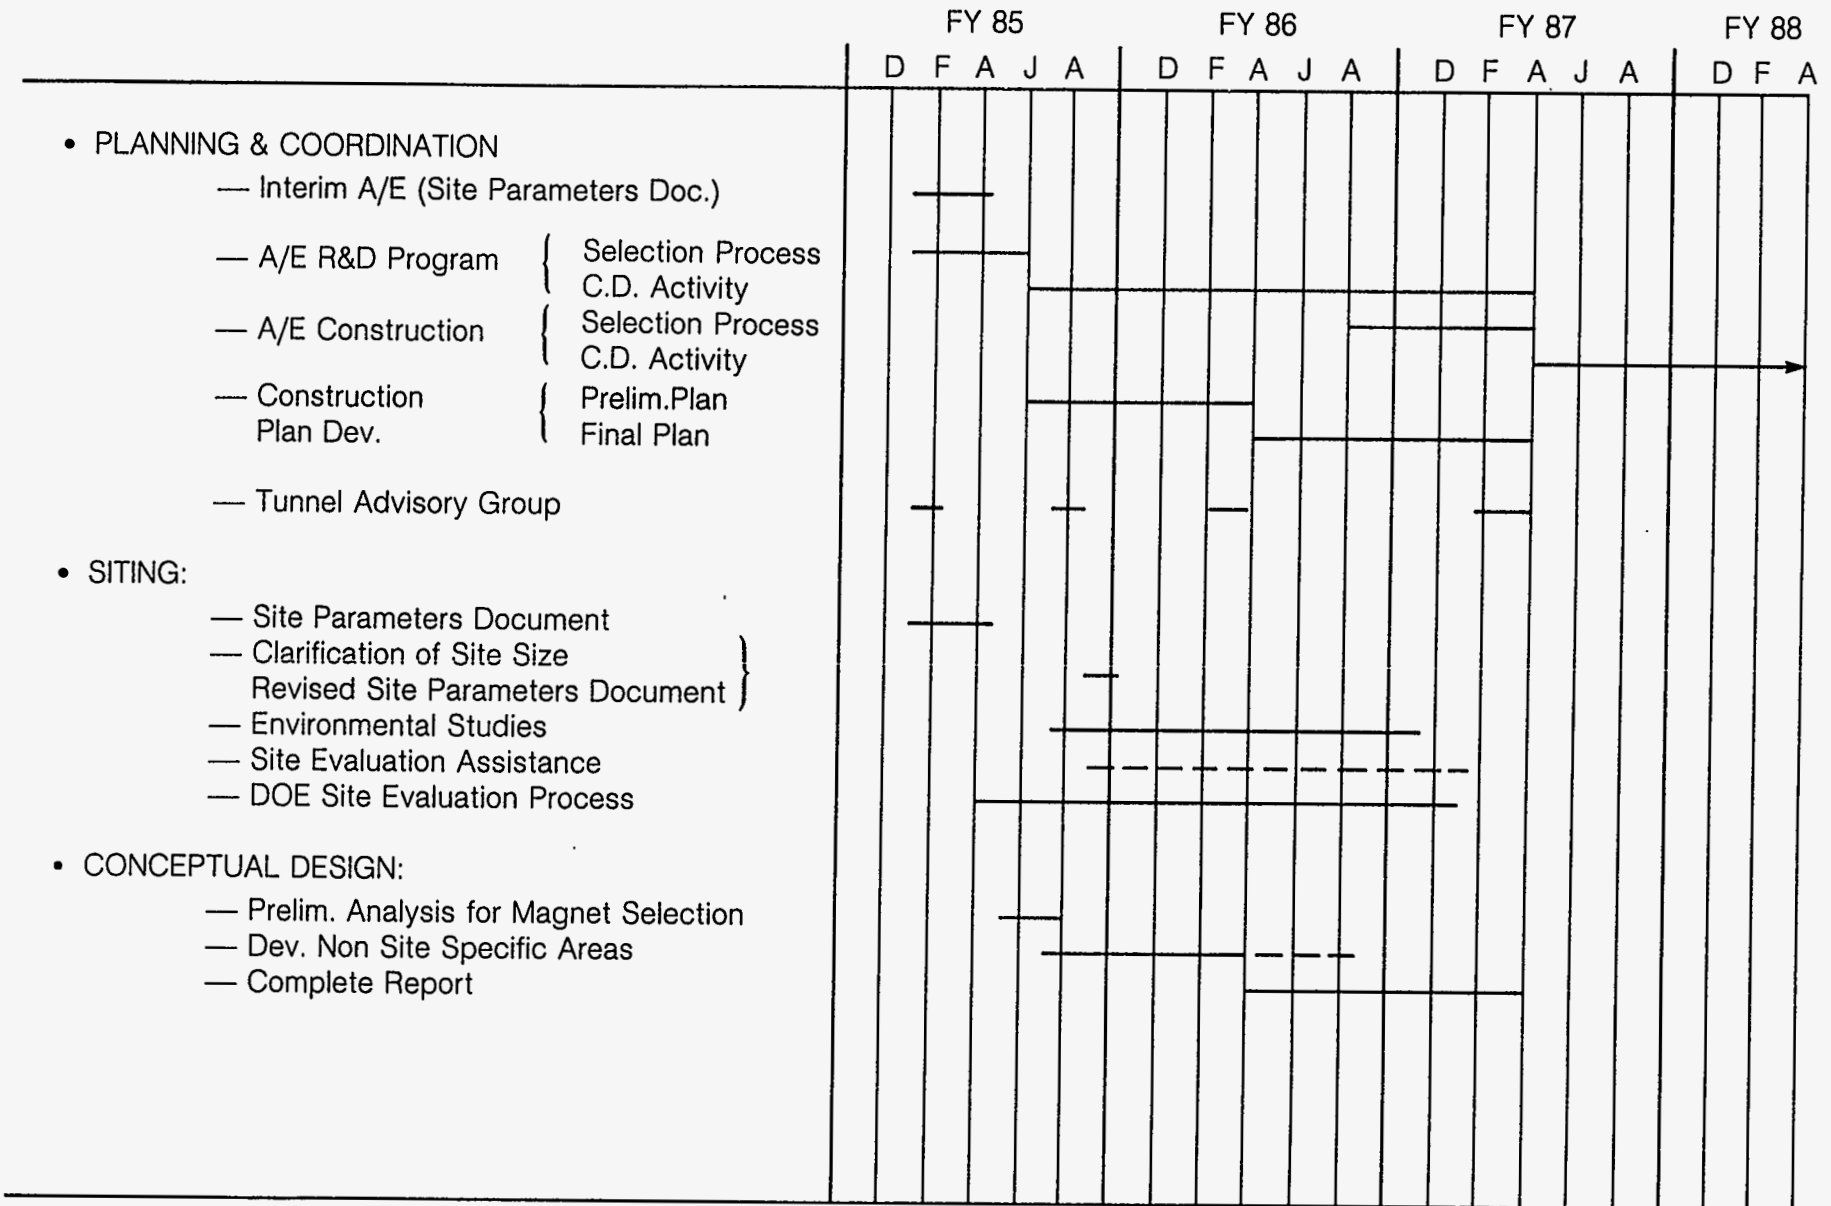 FY 85 FY 86 FY 87 FY 88
D F A J A D F A J A D F A J A D F A
• PLANNING & COORDINATION
— Interim A/E (Site Parameters Doc.)
— A/E R&D Program { Selection Process
C.D. Activity
— A/E Construction { Selection Process
C.D. Activity
— Construction { Prelim.Plan
Plan Dev. Final Plan
— Tunnel Advisory Group
• SITING:
— Site Parameters Document
— Clarification of Site Size
Revised Site Parameters Document }
— Environmental Studies
— Site Evaluation Assistance
— DOE Site Evaluation Process
• CONCEPTUAL DESIGN:
— Prelim. Analysis for Magnet Selection
— Dev. Non Site Specific Areas
— Complete Report